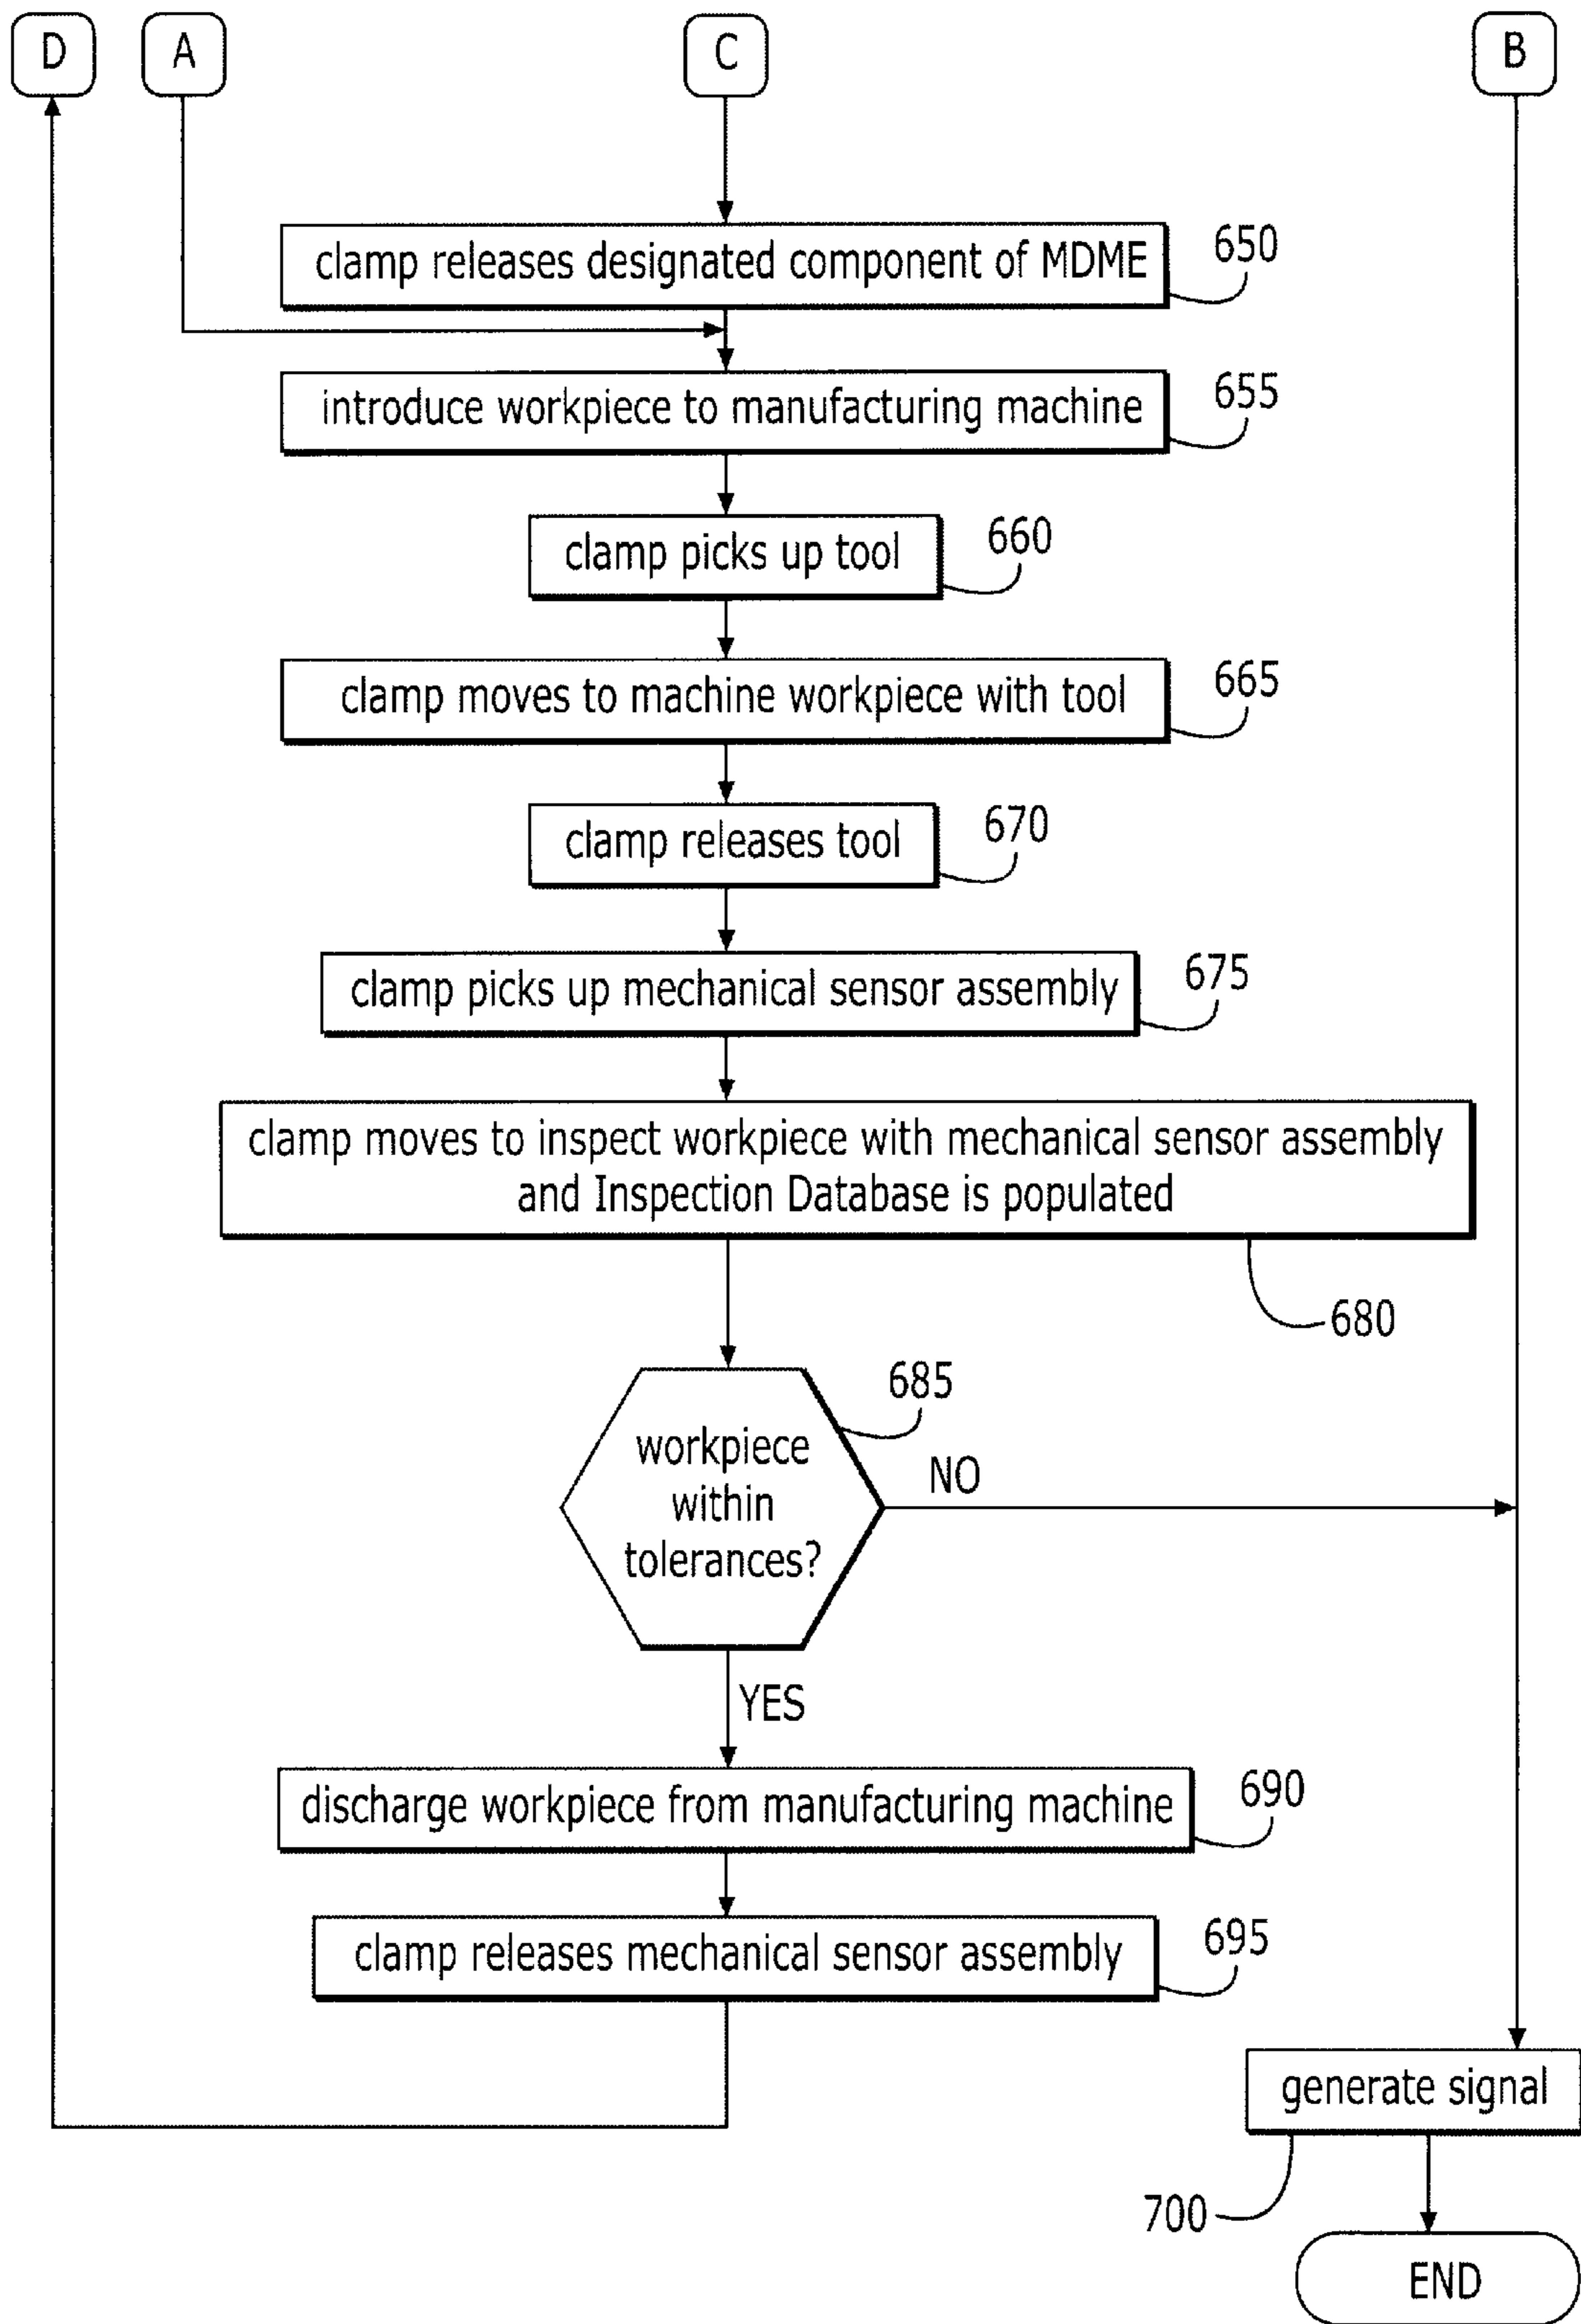 D
A
C
B
clamp releases designated component of MDME
650
introduce workpiece to manufacturing machine
655
clamp picks up tool
660
clamp moves to machine workpiece with tool
665
clamp releases tool
670
clamp picks up mechanical sensor assembly
675
clamp moves to inspect workpiece with mechanical sensor assembly
and Inspection Database is populated
680
685
workpiece
within
tolerances?
NO
YES
discharge workpiece from manufacturing machine
690
clamp releases mechanical sensor assembly
695
generate signal
700
END